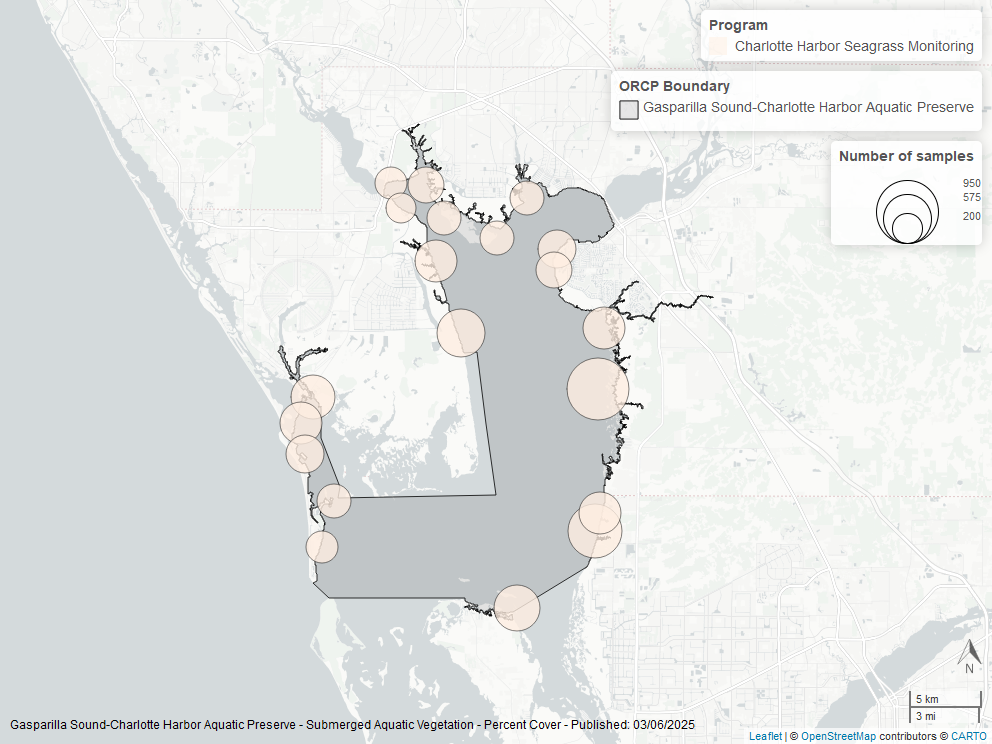 Program
Charlotte Harbor Seagrass Monitoring
ORCP Boundary
Gasparilla Sound-Charlotte Harbor Aquatic Preserve
Number of samples
950
575
200
N
5 km
3 mi
Gasparilla Sound-Charlotte Harbor Aquatic Preserve - Submerged Aquatic Vegetation - Percent Cover - Published: 03/06/2025
Leaflet | © OpenStreetMap contributors © CARTO